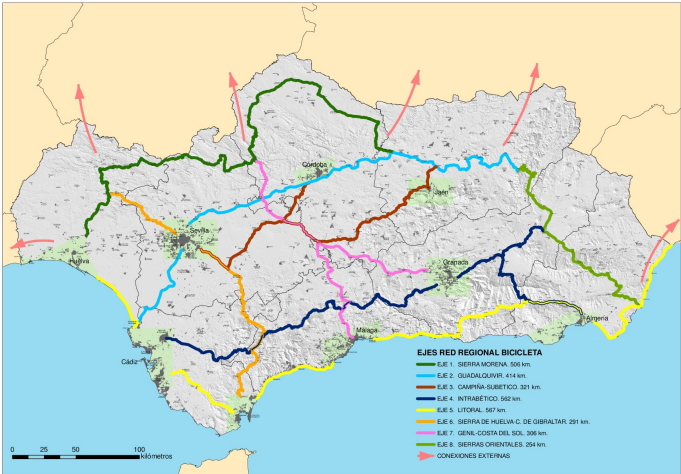 Córdoba
Jaén
Sevilla
Huelva
Granada
Almería
Málaga
Cádiz
EJES RED REGIONAL BICICLETA
EJE 1. SIERRA MORENA. 506 km.
EJE 2. GUADALQUIVIR. 414 km.
EJE 3. CAMPIÑA-SUBÉTICO. 321 km.
EJE 4. INTRABÉTICO. 562 km.
EJE 5. LITORAL. 567 km.
EJE 6. SIERRA DE HUELVA-C. DE GIBRALTAR. 291 km.
EJE 7. GENIL-COSTA DEL SOL. 306 km.
EJE 8. SIERRAS ORIENTALES. 254 km.
CONEXIONES EXTERNAS
0 25 50 100
kilómetros